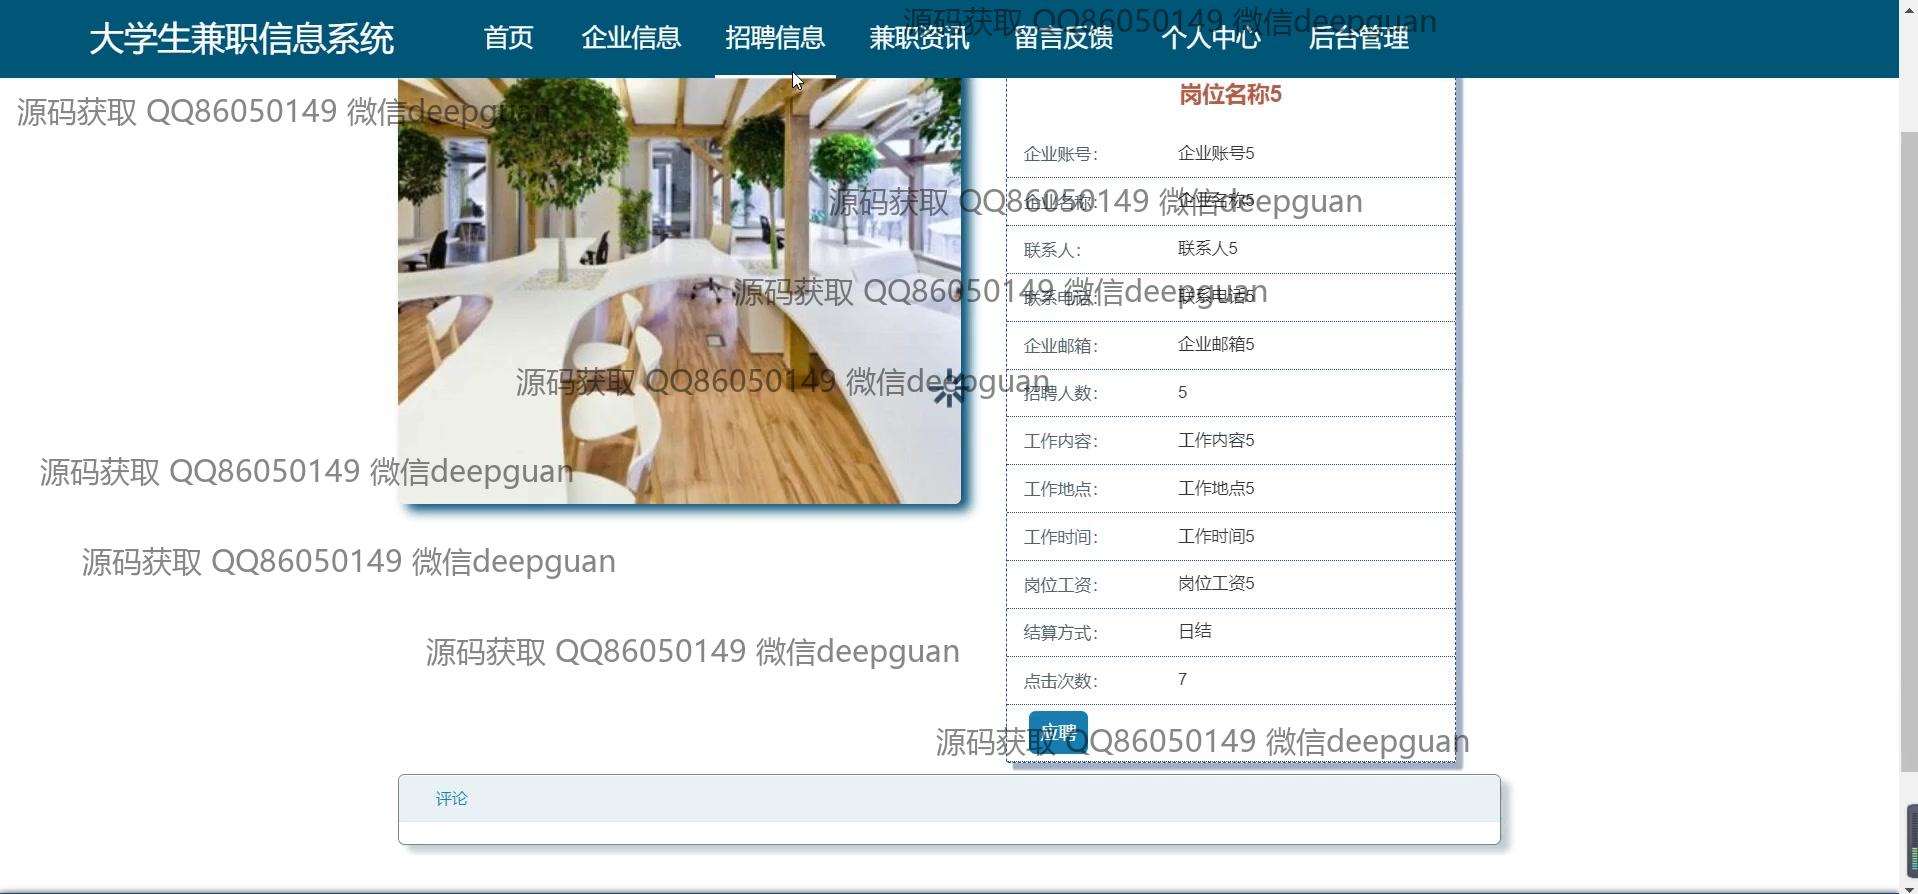 大学生兼职信息系统
首页 企业信息 招聘信息 兼职资讯 留言反馈 个人中心 后台管理
源码获取 QQ86050149 微信deepguan
岗位名称5
源码获取 QQ86050149 微信deepguan
企业账号： 企业账号5
企业名称： 企业名称5
源码获取 QQ86050149 微信deepguan
联系人： 联系人5
联系电话： 联系电话5
源码获取 QQ86050149 微信deepguan
企业邮箱： 企业邮箱5
源码获取 QQ86050149 微信deepguan
招聘人数： 5
工作内容： 工作内容5
源码获取 QQ86050149 微信deepguan
工作地点： 工作地点5
工作时间： 工作时间5
源码获取 QQ86050149 微信deepguan
岗位工资： 岗位工资5
结算方式： 日结
源码获取 QQ86050149 微信deepguan
点击次数： 7
应聘
源码获取 QQ86050149 微信deepguan
评论